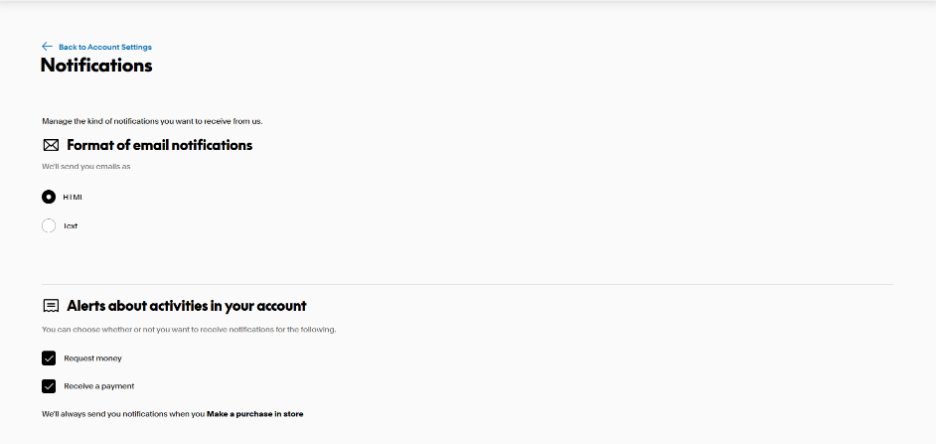 Back to Account Settings
Notifications
Manage the kind of notifications you want to receive from us.
Format of email notifications
We'll send you emails as
HTML
Text
Alerts about activities in your account
You can choose whether or not you want to receive notifications for the following.
Request money
Receive a payment
We'll always send you notifications when you Make a purchase in store